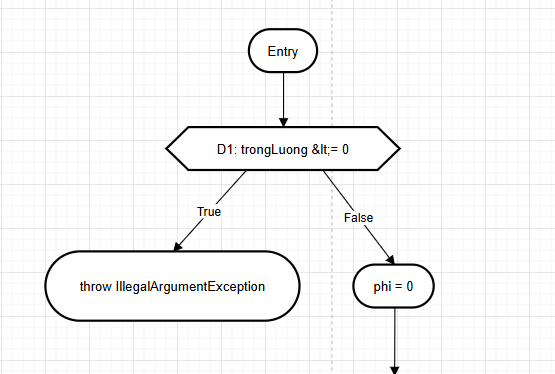 Entry
D1: trongLuong &lt;= 0
True
False
throw IllegalArgumentException
phi = 0